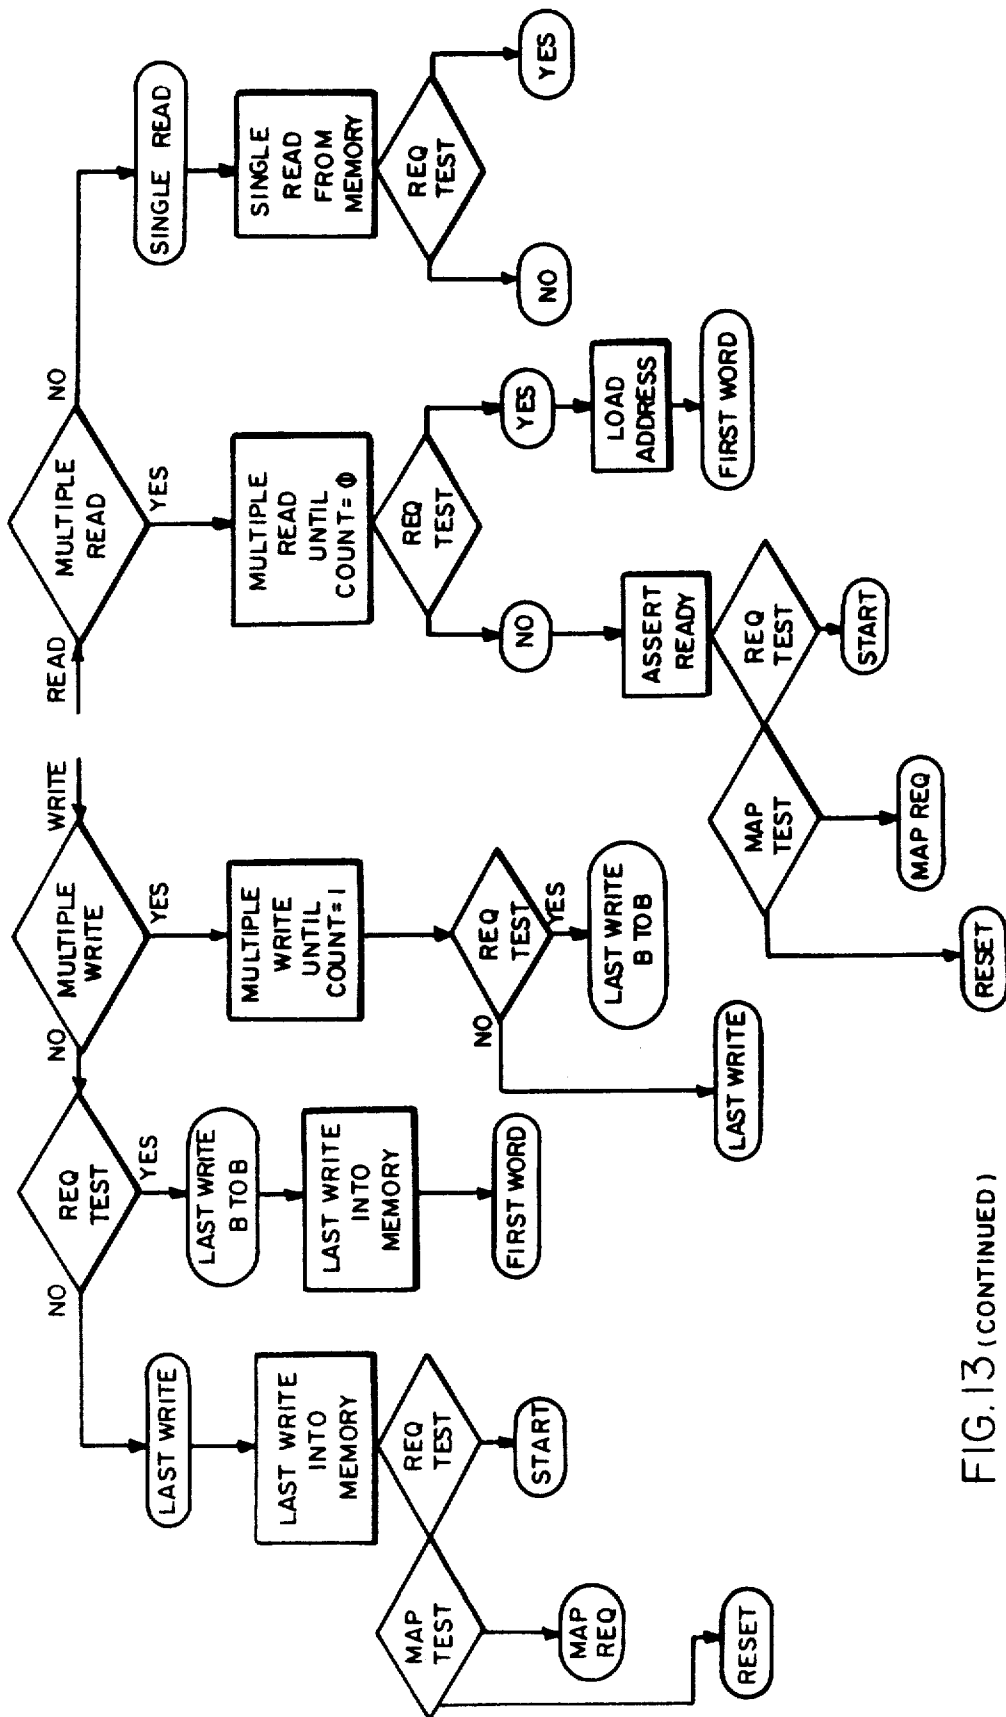 WRITE
READ
MULTIPLE
WRITE
NO
YES
REQ
TEST
NO
YES
LAST WRITE
LAST WRITE
INTO
MEMORY
REQ
TEST
MAP
TEST
START
MAP
REQ
RESET
LAST WRITE
B TO B
LAST WRITE
INTO
MEMORY
FIRST WORD
MULTIPLE
WRITE
UNTIL
COUNT=1
REQ
TEST
NO
YES
LAST WRITE
B TO B
LAST WRITE
MULTIPLE
READ
NO
YES
MULTIPLE
READ
UNTIL
COUNT=Φ
REQ
TEST
NO
YES
ASSERT
READY
REQ
TEST
MAP
TEST
START
MAP REQ
RESET
LOAD
ADDRESS
FIRST WORD
SINGLE READ
SINGLE
READ
FROM
MEMORY
REQ
TEST
NO
YES
FIG.13 (CONTINUED)